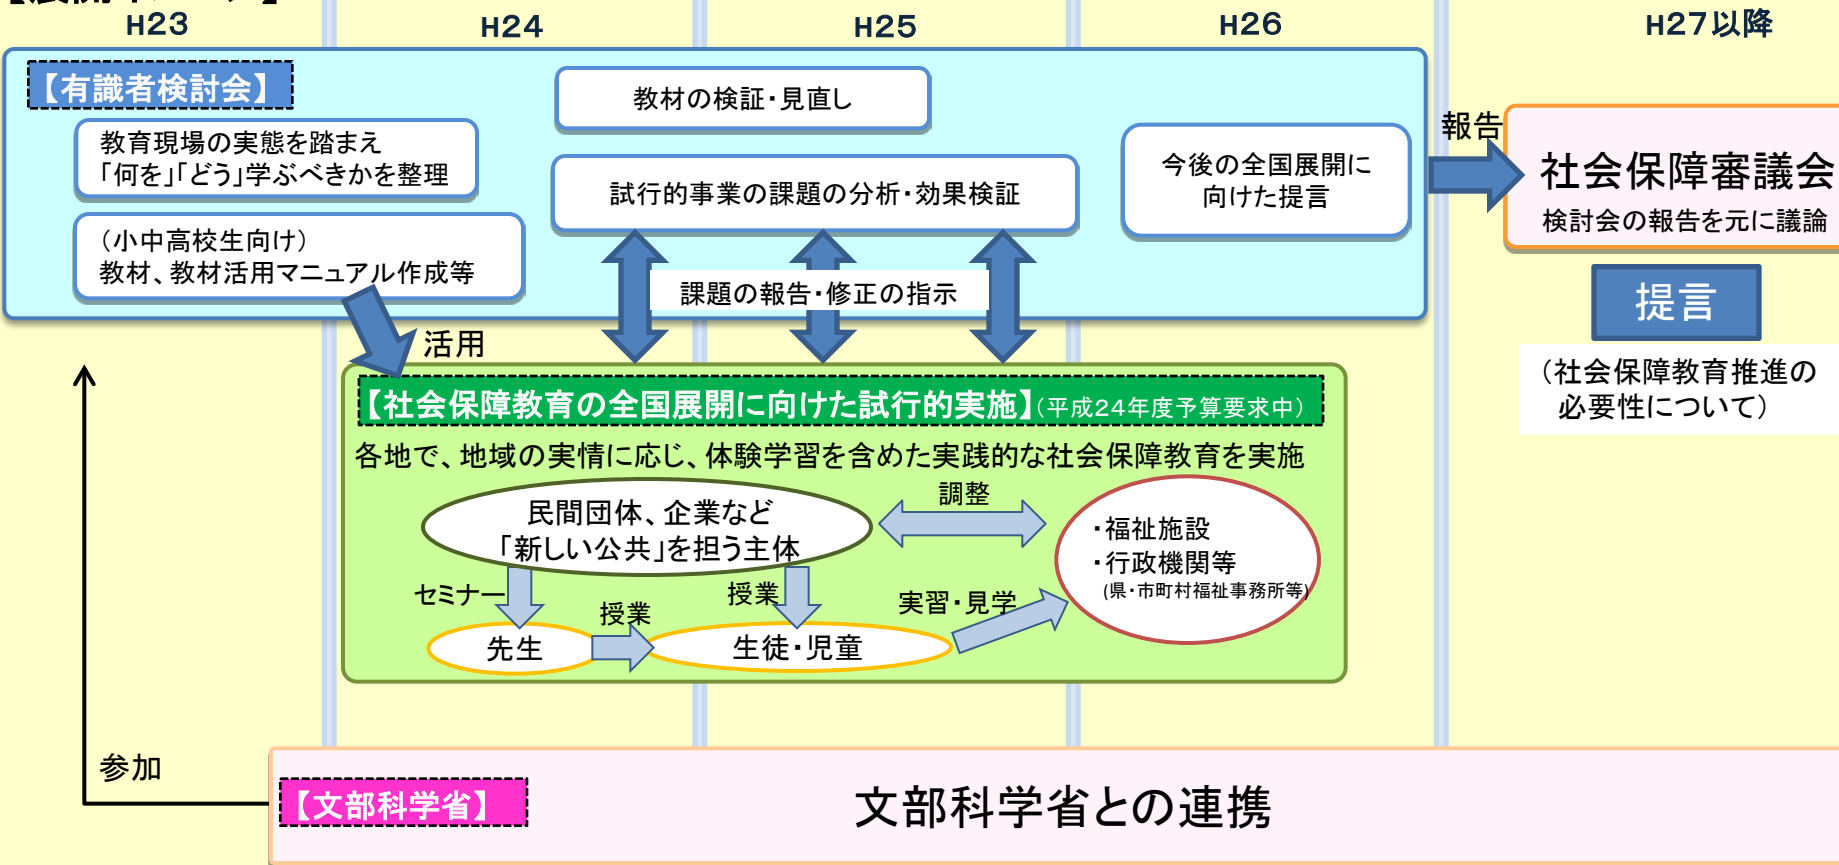 H23
H24
H25
H26
H27以降
【有識者検討会】
教育現場の実態を踏まえ
「何を」「どう」学ぶべきかを整理
（小中高校生向け）
教材、教材活用マニュアル作成等
教材の検証・見直し
試行的事業の課題の分析・効果検証
課題の報告・修正の指示
今後の全国展開に
向けた提言
報告
社会保障審議会
検討会の報告を元に議論
提言
（社会保障教育推進の
必要性について）
活用
【社会保障教育の全国展開に向けた試行的実施】（平成24年度予算要求中）
各地で、地域の実情に応じ、体験学習を含めた実践的な社会保障教育を実施
民間団体、企業など
「新しい公共」を担う主体
調整
・福祉施設
・行政機関等
(県・市町村福祉事務所等)
セミナー
授業
授業
実習・見学
先生
生徒・児童
参加
【文部科学省】
文部科学省との連携